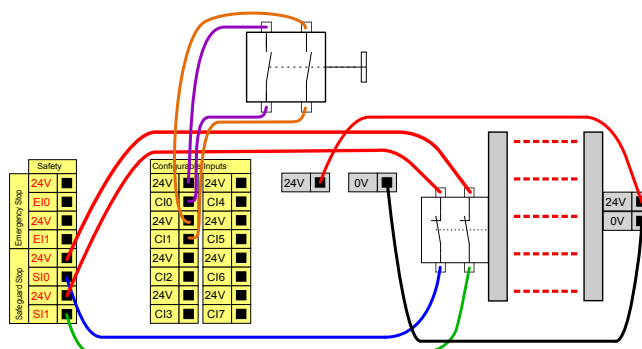 Safety
Emergency Stop
24V
EI0
24V
EI1
Safeguard Stop
24V
SI0
24V
SI1
Configurable Inputs
24V 24V
CI0 CI4
24V 24V
CI1 CI5
24V 24V
CI2 CI6
24V 24V
CI3 CI7
24V
0V
24V
0V